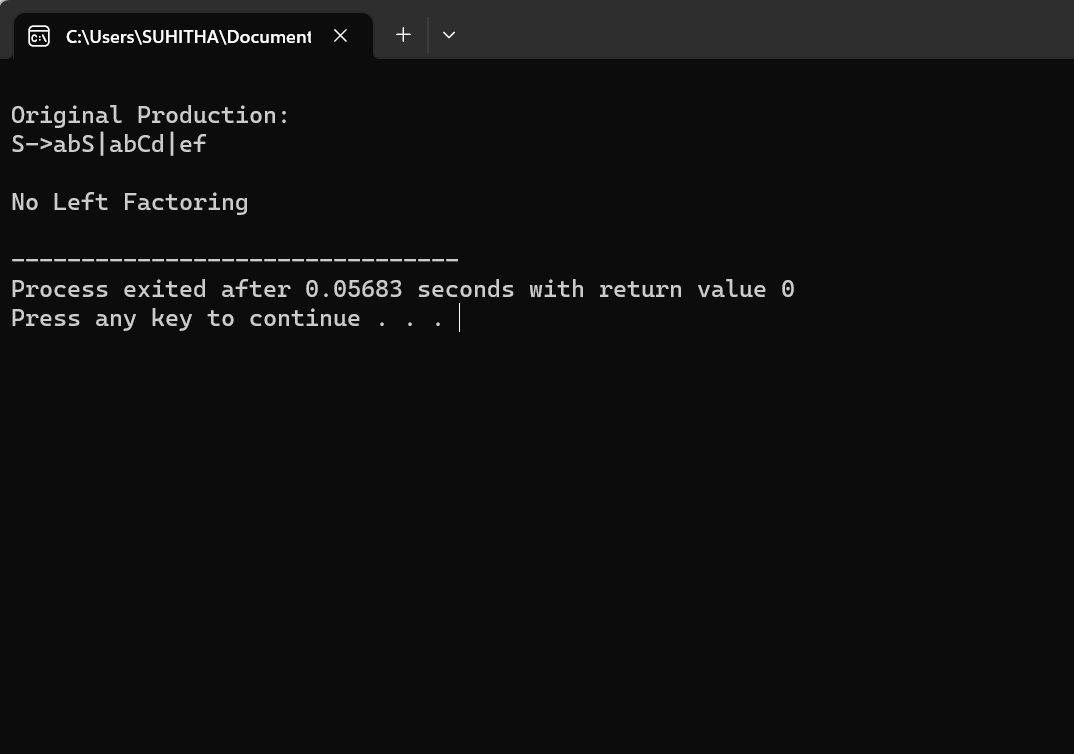 C:\Users\SUHITHA\Document
Original Production:
S->abS|abCd|ef
No Left Factoring
--------------------------------
Process exited after 0.05683 seconds with return value 0
Press any key to continue . . .